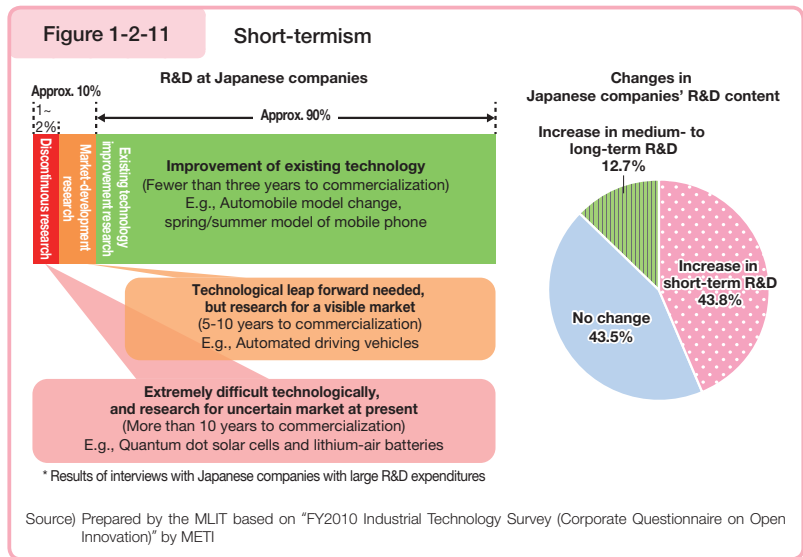 Figure 1-2-11
Short-termism
R&D at Japanese companies
Approx. 10%
1~
2%
Approx. 90%
Discontinuous research
Market-development
research
Existing technology
improvement research
Improvement of existing technology
(Fewer than three years to commercialization)
E.g., Automobile model change,
spring/summer model of mobile phone
Technological leap forward needed,
but research for a visible market
(5-10 years to commercialization)
E.g., Automated driving vehicles
Extremely difficult technologically,
and research for uncertain market at present
(More than 10 years to commercialization)
E.g., Quantum dot solar cells and lithium-air batteries
* Results of interviews with Japanese companies with large R&D expenditures
Changes in
Japanese companies' R&D content
Increase in medium- to
long-term R&D
12.7%
Increase in
short-term R&D
43.8%
No change
43.5%
Source) Prepared by the MLIT based on “FY2010 Industrial Technology Survey (Corporate Questionnaire on Open
Innovation)” by METI